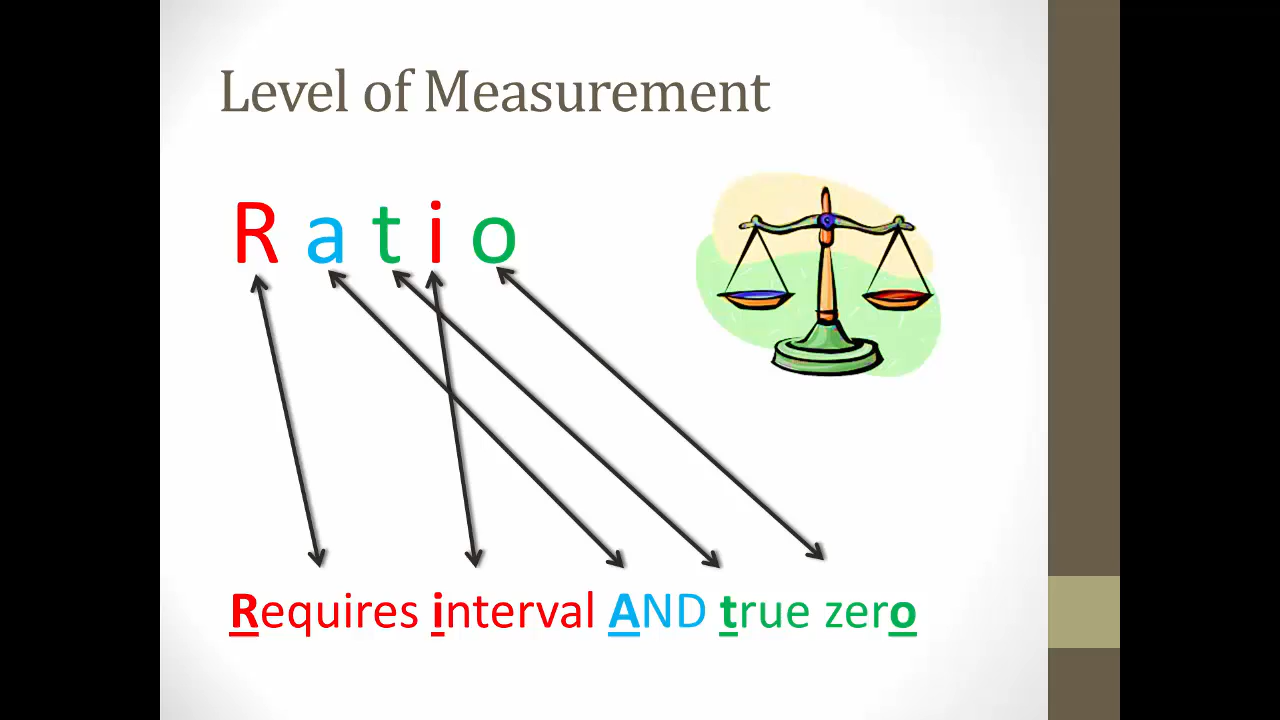 Level of Measurement
R a t i o
Requires interval AND true zero